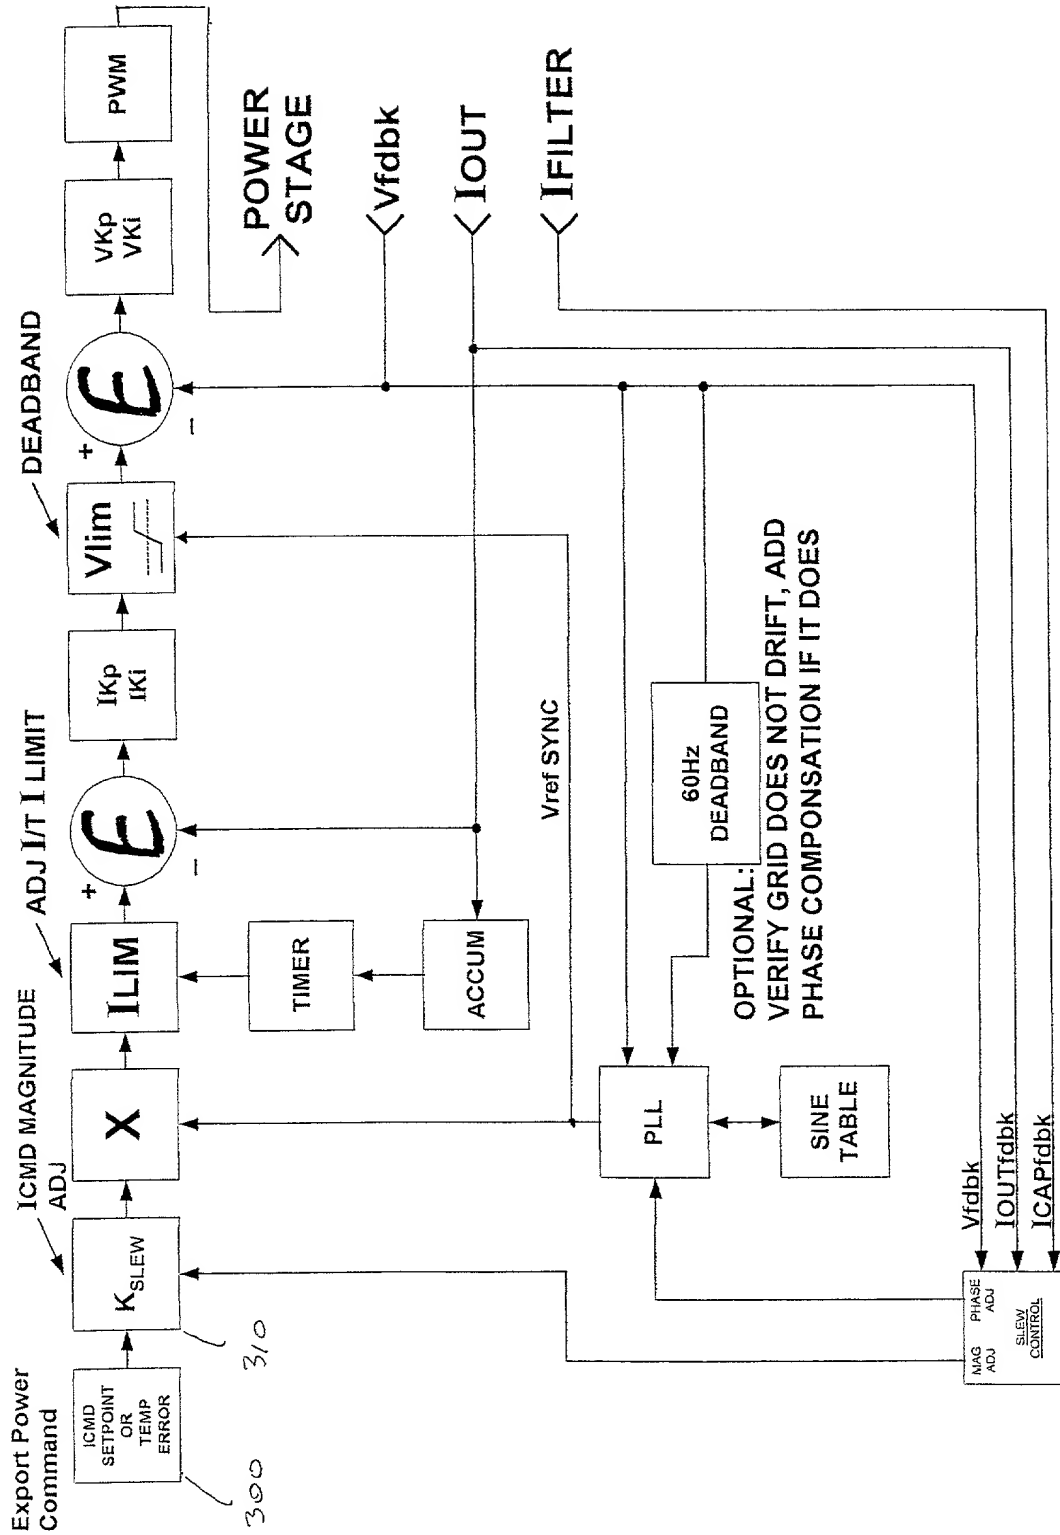 Export Power
Command
ICMD
SETPOINT
OR
TEMP
ERROR
300
KSLEW
310
ICMD MAGNITUDE
ADJ
X
ILIM
ADJ I/T I LIMIT
TIMER
ACCUM
+
E
−
IKp
IKi
Vlim
DEADBAND
+
E
−
VKp
VKi
PWM
POWER
STAGE
Vfdbk
IOUT
IFILTER
Vref SYNC
60Hz
DEADBAND
OPTIONAL:
VERIFY GRID DOES NOT DRIFT, ADD
PHASE COMPONSATION IF IT DOES
PLL
SINE
TABLE
Vfdbk
IOUTfdbk
ICAPfdbk
MAG
ADJ
PHASE
ADJ
SLEW
CONTROL